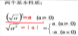 两个基本性质:
(√a)² =a (a≥0)
√a² =|a|= { a (a≥0)
-a (a<0)